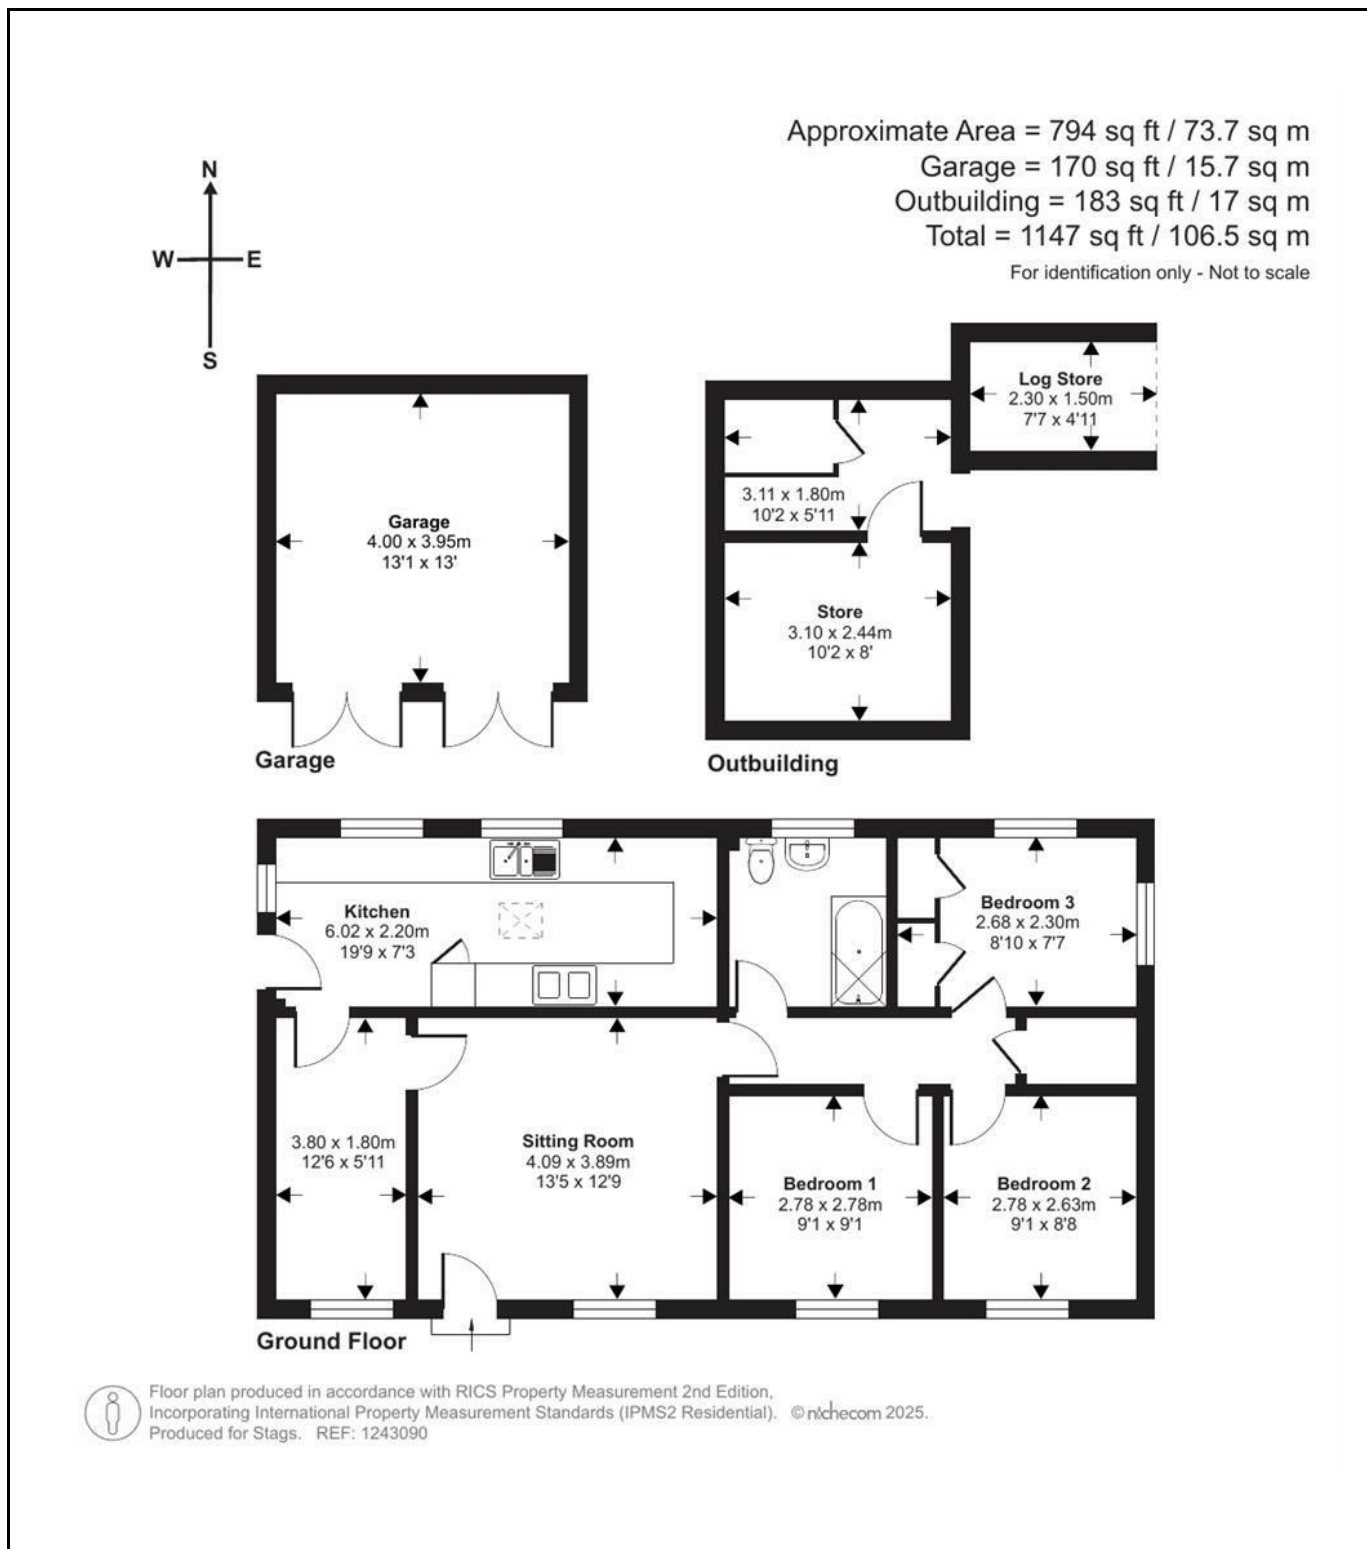 Approximate Area = 794 sq ft / 73.7 sq m
Garage = 170 sq ft / 15.7 sq m
Outbuilding = 183 sq ft / 17 sq m
Total = 1147 sq ft / 106.5 sq m
For identification only - Not to scale
N
W
E
S
Log Store
2.30 x 1.50m
7'7 x 4'11
3.11 x 1.80m
10'2 x 5'11
Garage
4.00 x 3.95m
13'1 x 13'
Store
3.10 x 2.44m
10'2 x 8'
Garage
Outbuilding
Kitchen
6.02 x 2.20m
19'9 x 7'3
Bedroom 3
2.68 x 2.30m
8'10 x 7'7
3.80 x 1.80m
12'6 x 5'11
Sitting Room
4.09 x 3.89m
13'5 x 12'9
Bedroom 1
2.78 x 2.78m
9'1 x 9'1
Bedroom 2
2.78 x 2.63m
9'1 x 8'8
Ground Floor
Floor plan produced in accordance with RICS Property Measurement 2nd Edition,
Incorporating International Property Measurement Standards (IPMS2 Residential). © nichecom 2025.
Produced for Stags. REF: 1243090